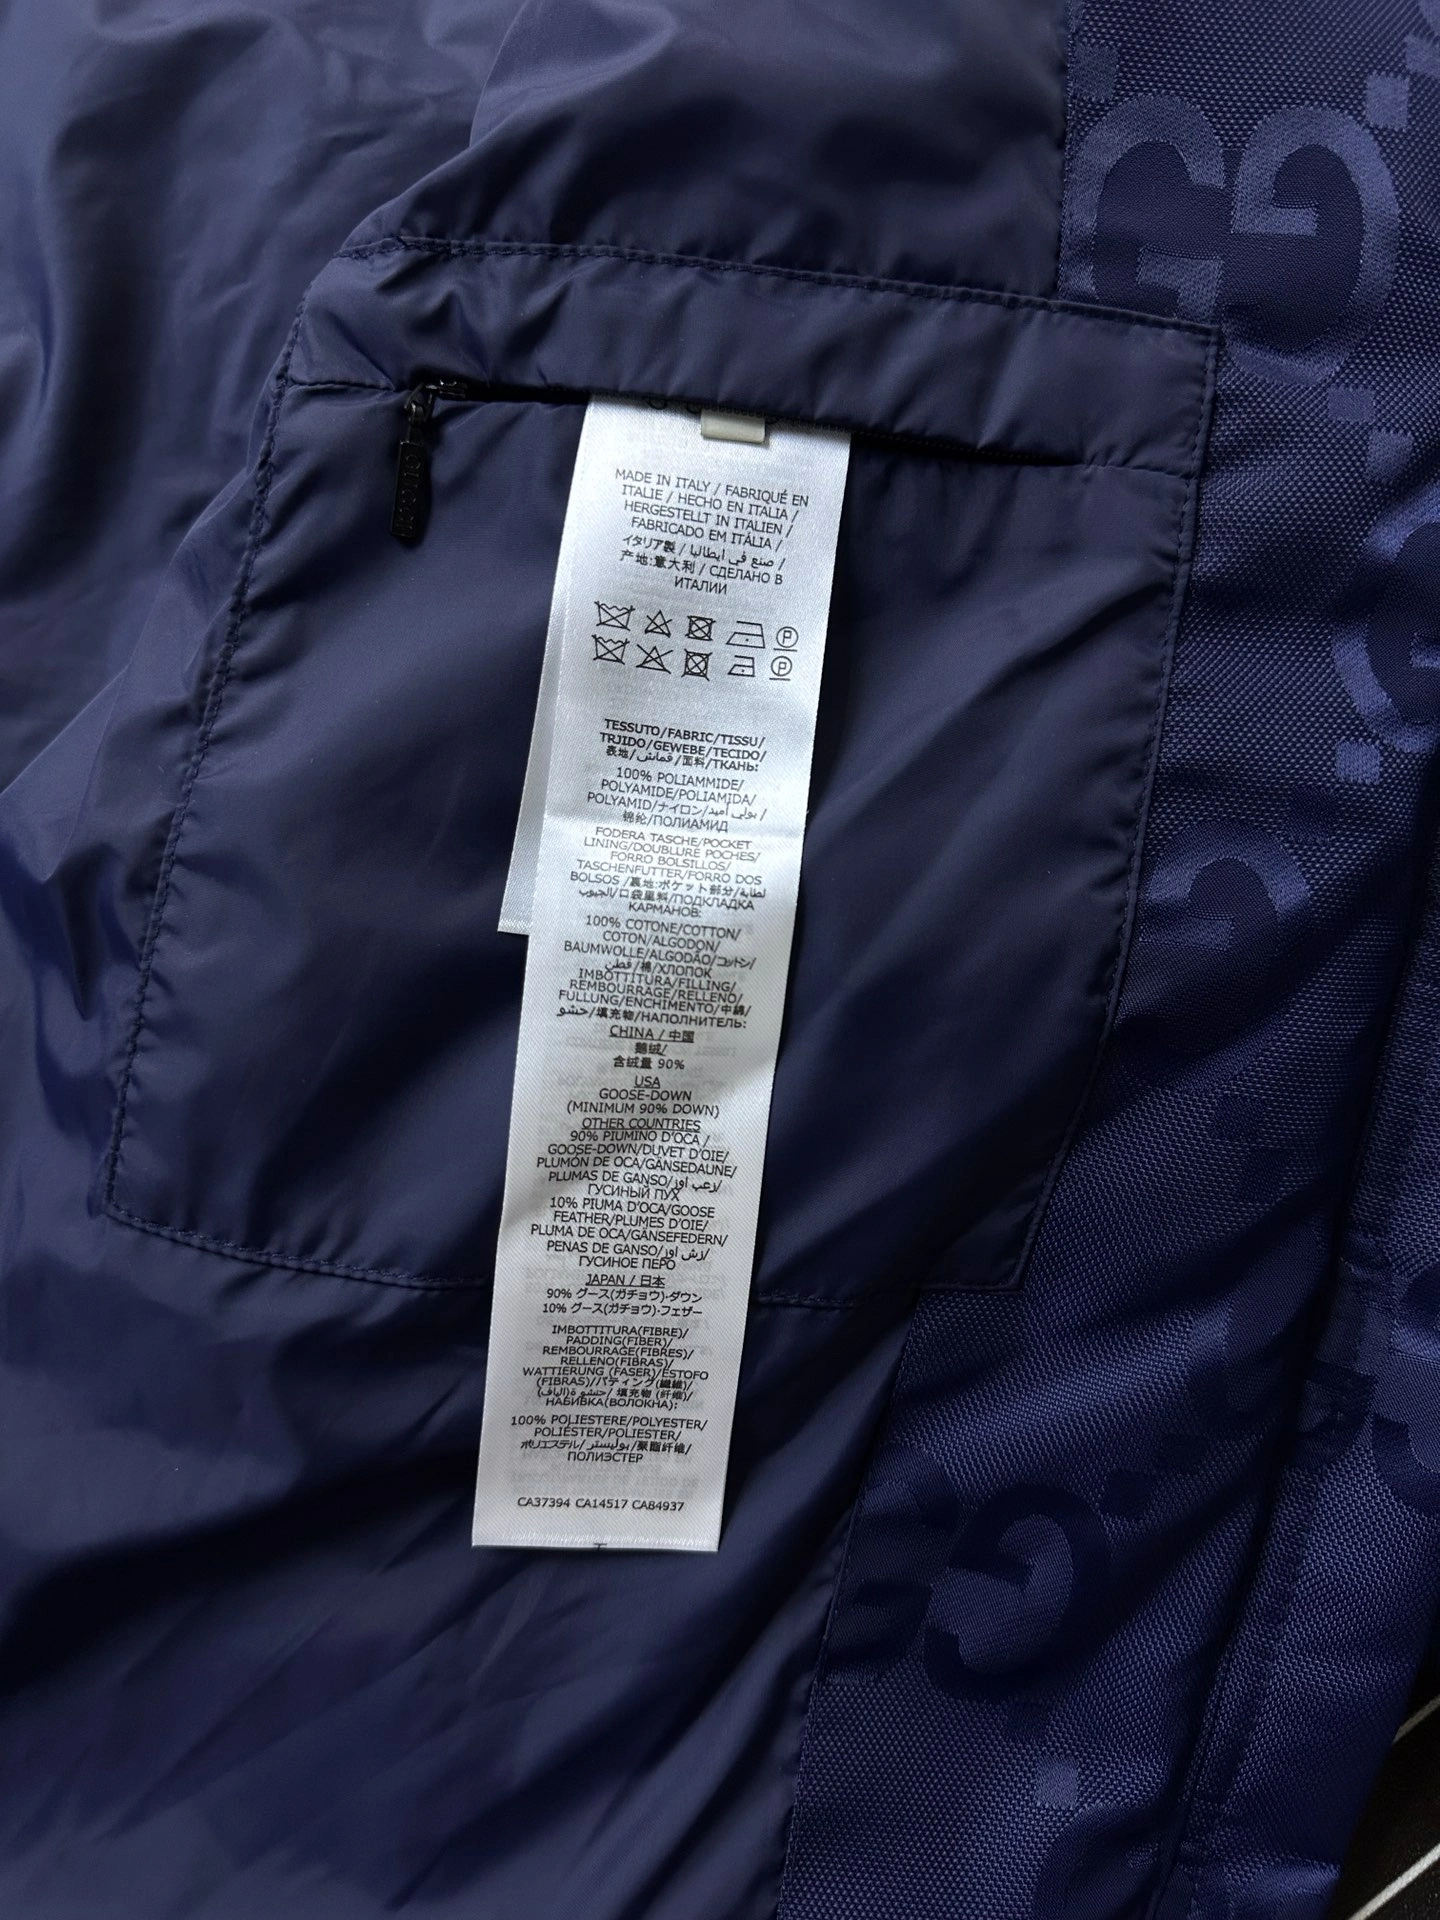 GUCCI
MADE IN ITALY / FABRIQUÉ EN
ITALIE / HECHO EN ITALIA /
HERGESTELLT IN ITALIEN /
FABRICADO EM ITÁLIA /
イタリア製 / صنع في ايطاليا /
产地:意大利 / СДЕЛАНО В
ИТАЛИИ
P
P
TESSUTO/FABRIC/TISSU/
TRJIDO/GEWEBE/TECIDO/
表地/قماش/面料/ТКАНЬ:
100% POLIAMMIDE/
POLYAMIDE/POLIAMIDA/
POLYAMID/ナイロン/بولي أميد/
锦纶/ПОЛИАМИД
FODERA TASCHE/POCKET
LINING/DOUBLURE POCHES/
FORRO BOLSILLOS/
TASCHENFUTTER/FORRO DOS
BOLSOS /裏地:ポケット部分/لطابة
الجيوب/口袋里料/ПОДКЛАДКА
КАРМАНОВ:
100% COTONE/COTTON/
COTON/ALGODON/
BAUMWOLLE/ALGODÃO/コットン/
قطن/棉/ХЛОПОК
IMBOTTITURA/FILLING/
REMBOURRAGE/RELLENO/
FULLUNG/ENCHIMENTO/中綿/
حشو/填充物/НАПОЛНИТЕЛЬ:
CHINA / 中国
鹅绒/
含绒量 90%
USA
GOOSE-DOWN
(MINIMUM 90% DOWN)
OTHER COUNTRIES
90% PIUMINO D'OCA /
GOOSE-DOWN/DUVET D'OIE/
PLUMÓN DE OCA/GÄNSEDAUNE/
PLUMAS DE GANSO/زغب اوز/
ГУСИНЫЙ ПУХ
10% PIUMA D'OCA/GOOSE
FEATHER/PLUMES D'OIE/
PLUMA DE OCA/GÄNSEFEDERN/
PENAS DE GANSO/زش اوز/
ГУСИНОЕ ПЕРО
JAPAN / 日本
90% グース(ガチョウ)·ダウン
10% グース(ガチョウ)·フェザー
IMBOTTITURA(FIBRE)/
PADDING(FIBER)/
REMBOURRAGE(FIBRES)/
RELLENO(FIBRAS)/
WATTIERUNG (FASER)/ESTOFO
(FIBRAS)/パディング(繊維)/
حشوة (الياف)/ 填充物 (纤维)/
НАБИВКА(ВОЛОКНА):
100% POLIESTERE/POLYESTER/
POLIÉSTER/POLIESTER/
ポリエステル/بوليستر/聚酯纤维/
ПОЛИЭСТЕР
CA37394 CA14517 CA84937